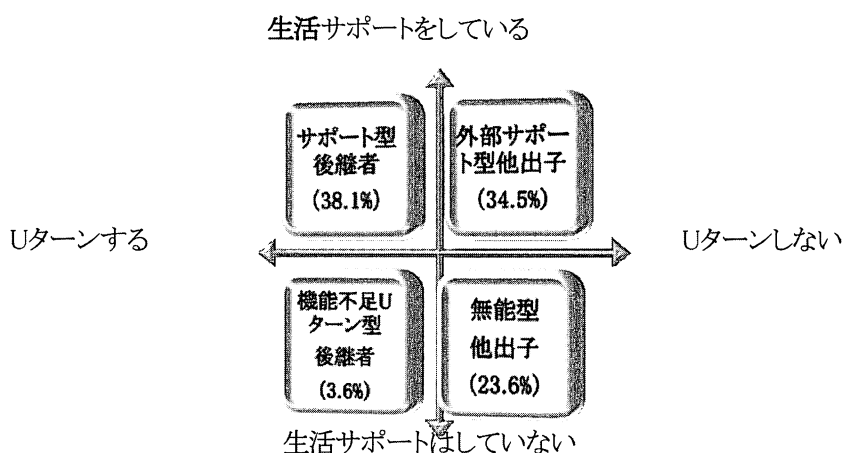 生活サポートをしている
サポート型
後継者
(38.1%)
外部サポー
ト型他出子
(34.5%)
Uターンする
Uターンしない
機能不足U
ターン型
後継者
(3.6%)
無能型
他出子
(23.6%)
生活サポートはしていない